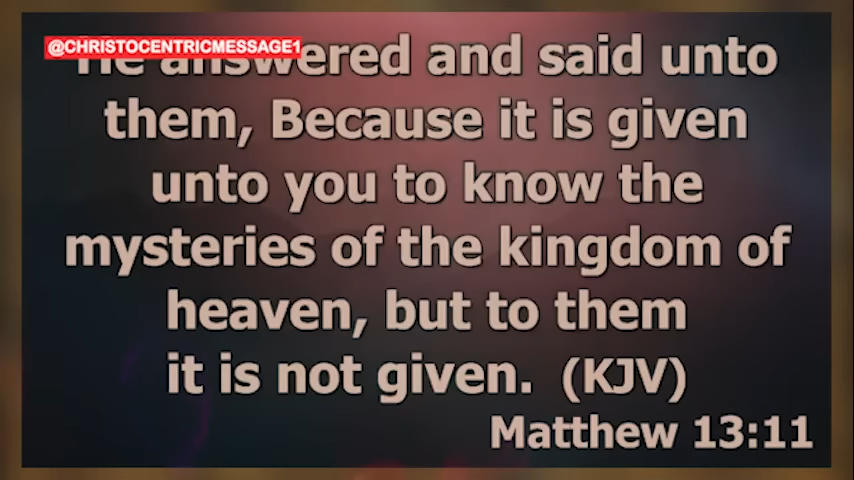 @CHRISTOCENTRICMESSAGE1
He answered and said unto
them, Because it is given
unto you to know the
mysteries of the kingdom of
heaven, but to them
it is not given. (KJV)
Matthew 13:11